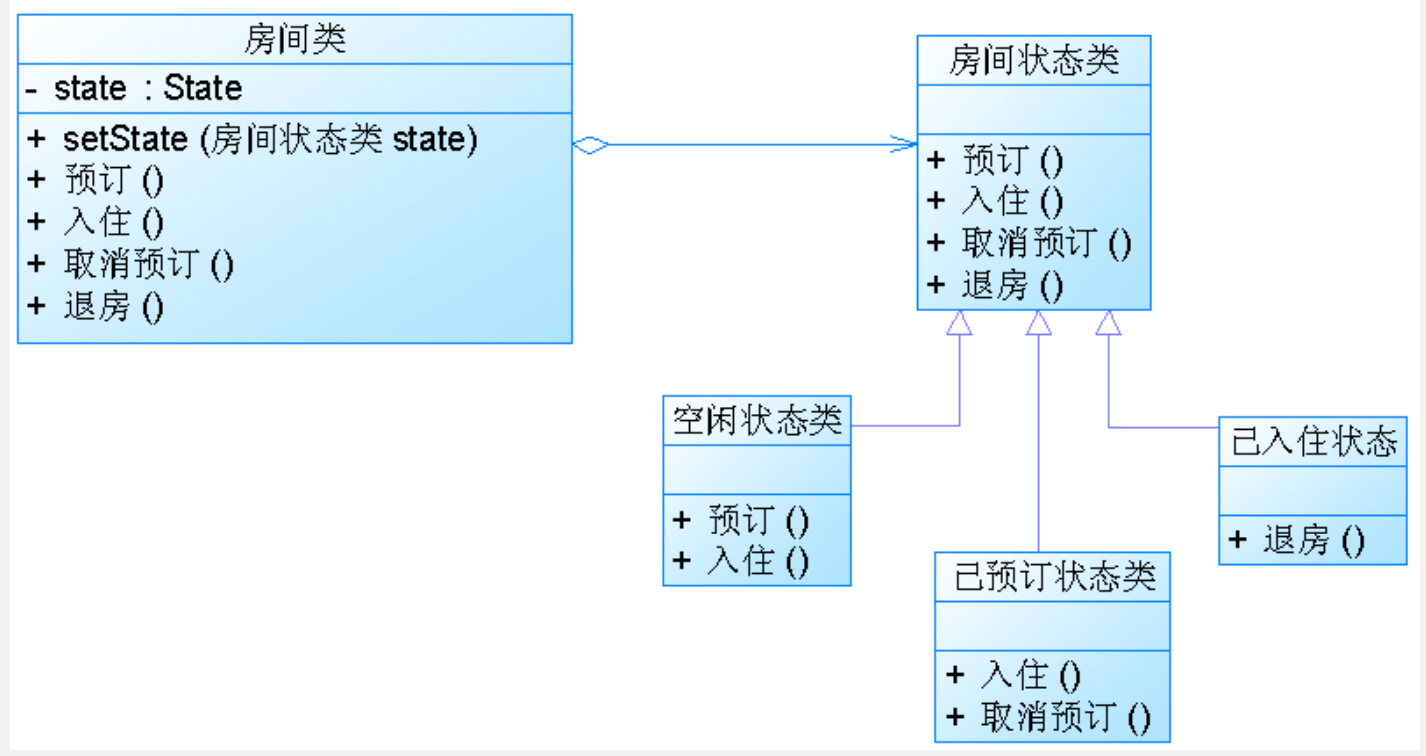 房间类
- state : State
+ setState (房间状态类 state)
+ 预订 ()
+ 入住 ()
+ 取消预订 ()
+ 退房 ()
房间状态类
+ 预订 ()
+ 入住 ()
+ 取消预订 ()
+ 退房 ()
空闲状态类
+ 预订 ()
+ 入住 ()
已预订状态类
+ 入住 ()
+ 取消预订 ()
已入住状态
+ 退房 ()